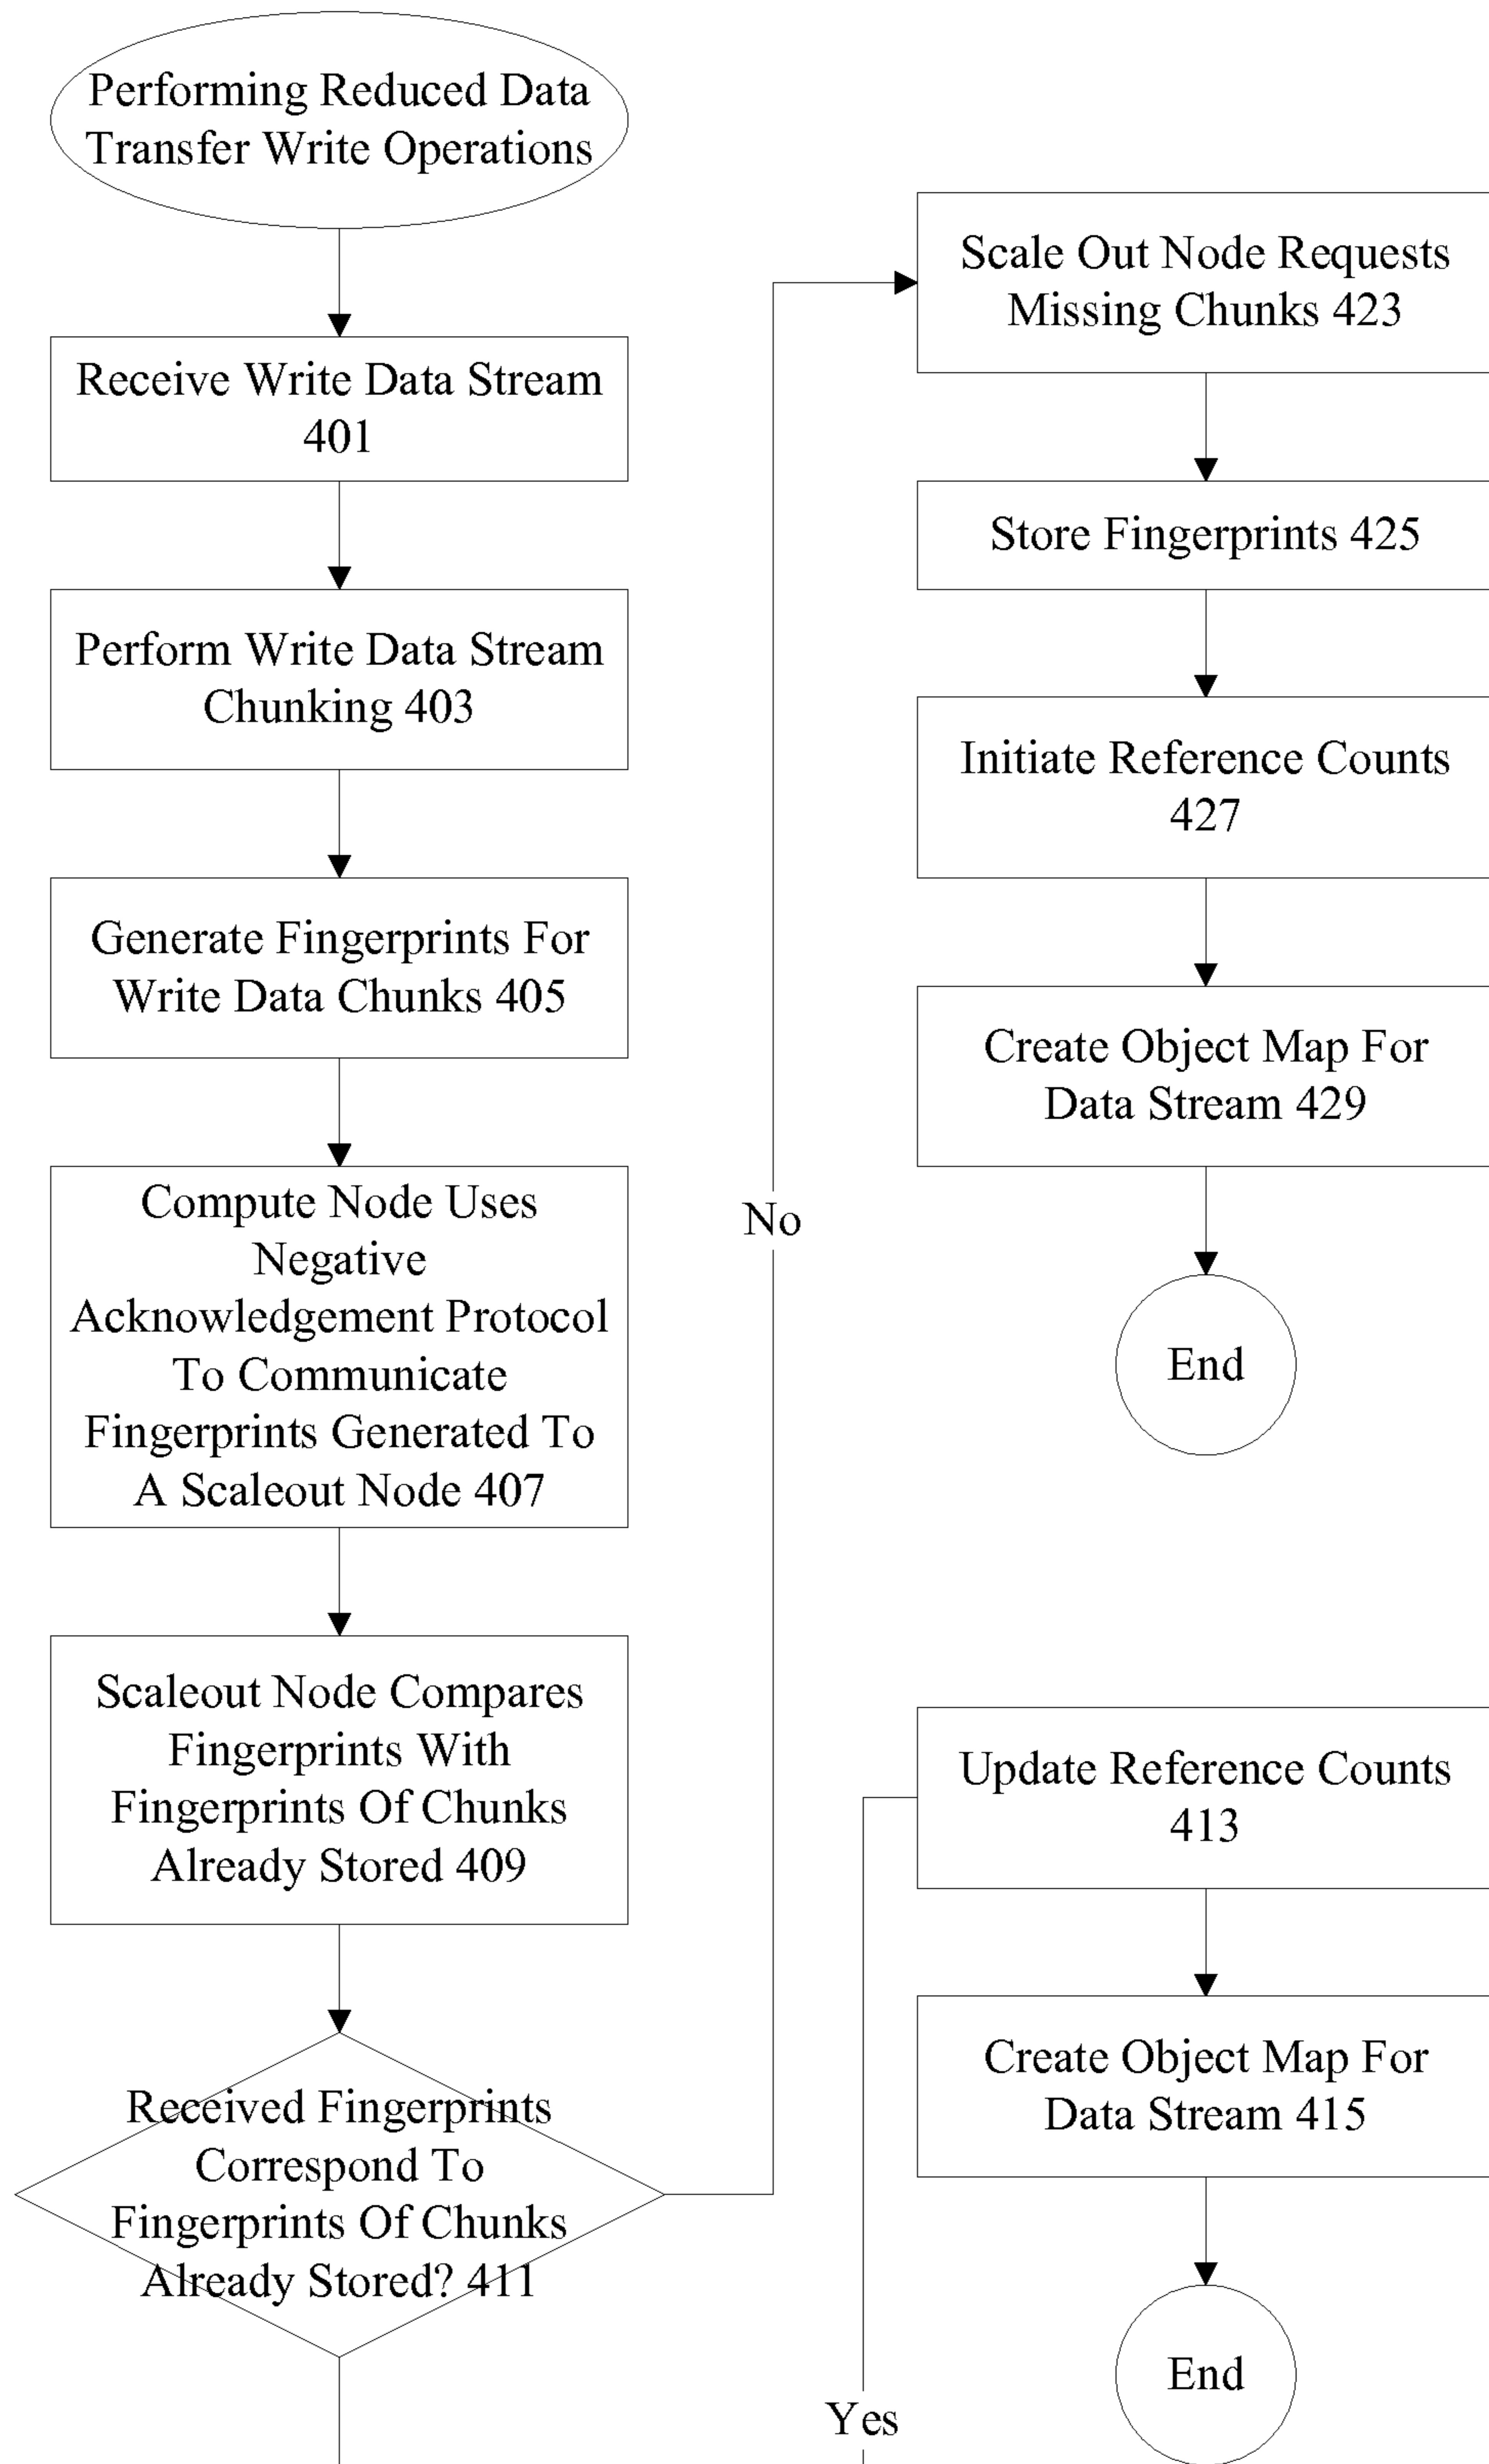 Performing Reduced Data
Transfer Write Operations
Receive Write Data Stream
401
Perform Write Data Stream
Chunking 403
Generate Fingerprints For
Write Data Chunks 405
Compute Node Uses
Negative
Acknowledgement Protocol
To Communicate
Fingerprints Generated To
A Scaleout Node 407
Scaleout Node Compares
Fingerprints With
Fingerprints Of Chunks
Already Stored 409
Received Fingerprints
Correspond To
Fingerprints Of Chunks
Already Stored? 411
No
Scale Out Node Requests
Missing Chunks 423
Store Fingerprints 425
Initiate Reference Counts
427
Create Object Map For
Data Stream 429
End
Yes
Update Reference Counts
413
Create Object Map For
Data Stream 415
End